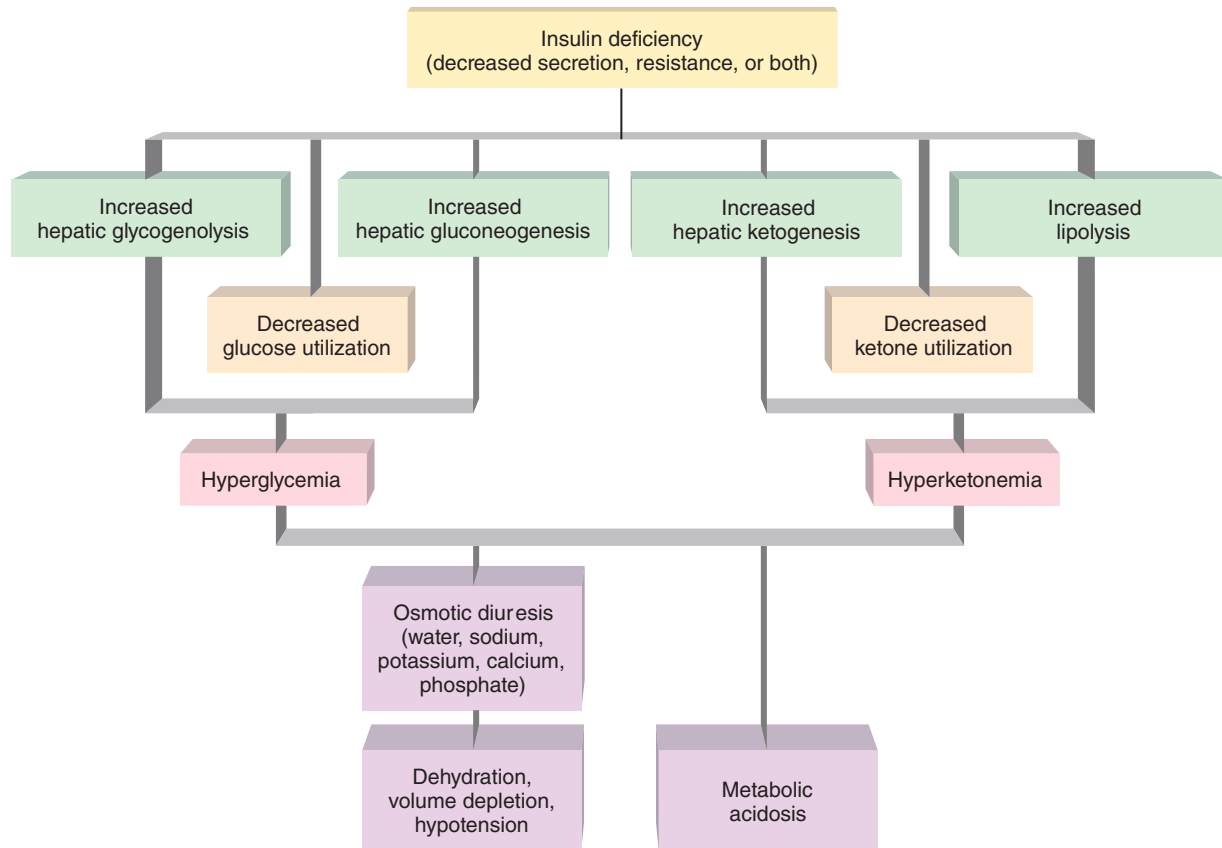 Insulin deficiency
(decreased secretion, resistance, or both)
Increased
hepatic glycogenolysis
Increased
hepatic gluconeogenesis
Increased
hepatic ketogenesis
Increased
lipolysis
Decreased
glucose utilization
Decreased
ketone utilization
Hyperglycemia
Hyperketonemia
Osmotic diuresis
(water, sodium,
potassium, calcium,
phosphate)
Dehydration,
volume depletion,
hypotension
Metabolic
acidosis